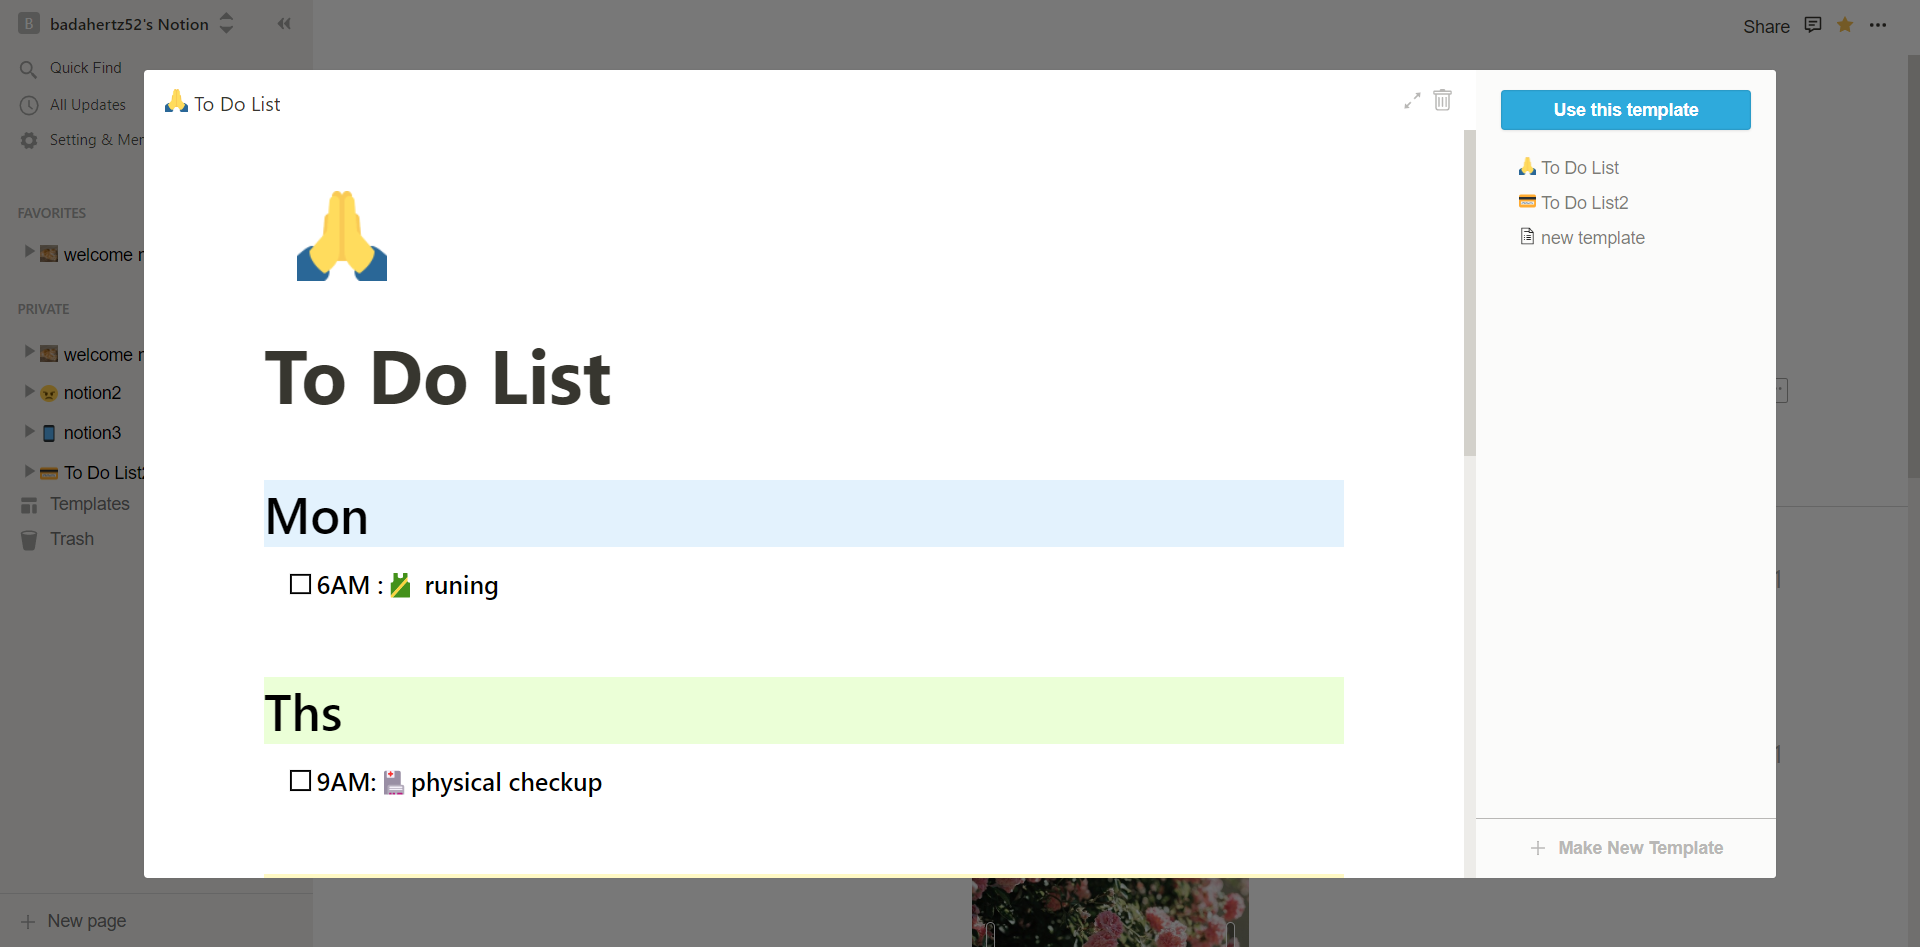 B badahertz52's Notion
Share
Quick Find
All Updates
Setting & Mer
FAVORITES
welcome r
PRIVATE
welcome r
notion2
notion3
To Do List2
Templates
Trash
New page
To Do List
To Do List
Mon
6AM : runing
Ths
9AM: physical checkup
Use this template
To Do List
To Do List2
new template
Make New Template